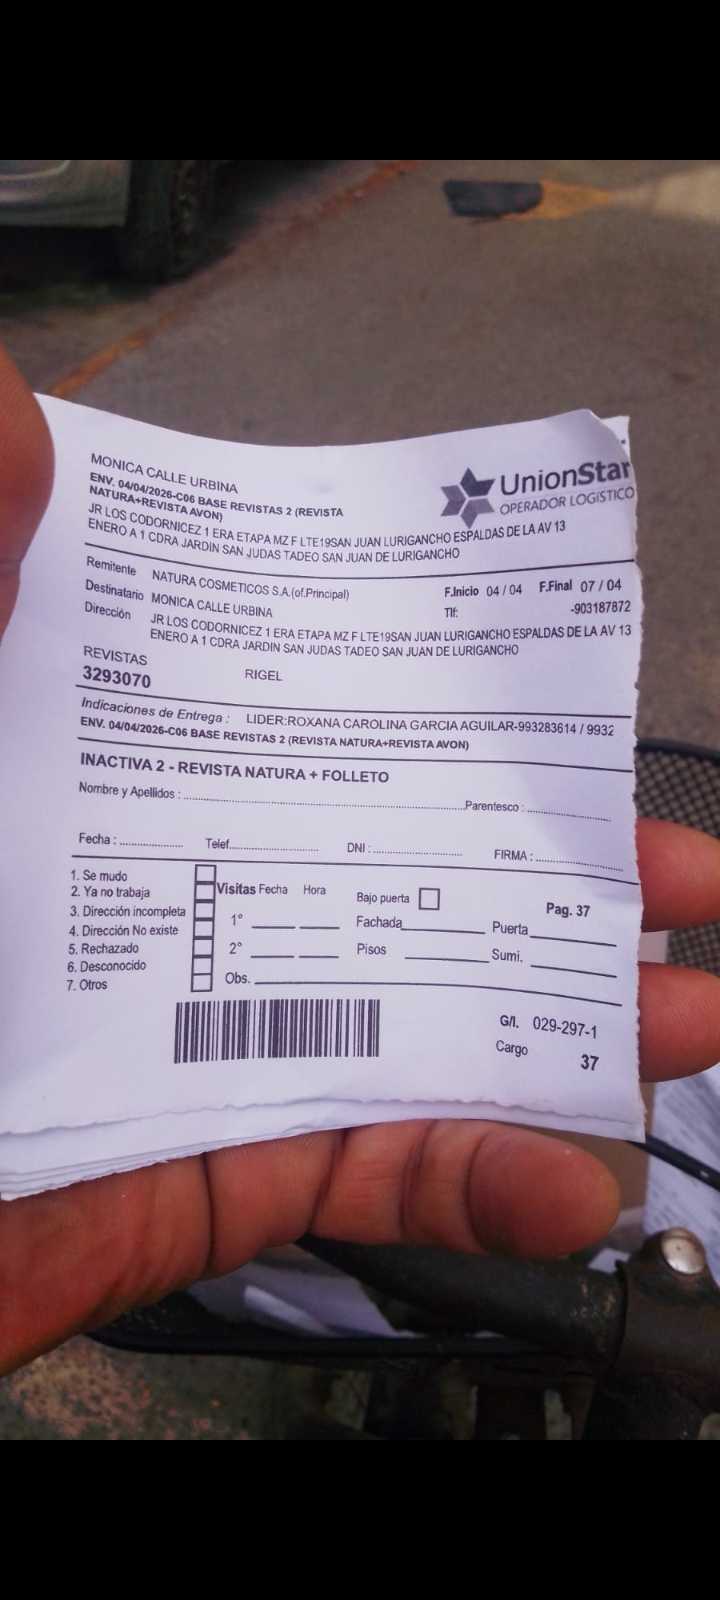 MONICA CALLE URBINA
ENV. 04/04/2026-C06 BASE REVISTAS 2 (REVISTA
NATURA+REVISTA AVON)
JR LOS CODORNICEZ 1 ERA ETAPA MZ F LTE19SAN JUAN LURIGANCHO ESPALDAS DE LA AV 13
ENERO A 1 CDRA JARDIN SAN JUDAS TADEO SAN JUAN DE LURIGANCHO
UnionStar
OPERADOR LOGISTICO
Remitente NATURA COSMETICOS S.A.(of.Principal) F.Inicio 04 / 04 F.Final 07 / 04
Destinatario MONICA CALLE URBINA Tlf: -903187872
Dirección JR LOS CODORNICEZ 1 ERA ETAPA MZ F LTE19SAN JUAN LURIGANCHO ESPALDAS DE LA AV 13
ENERO A 1 CDRA JARDIN SAN JUDAS TADEO SAN JUAN DE LURIGANCHO
REVISTAS
3293070 RIGEL
Indicaciones de Entrega : LIDER:ROXANA CAROLINA GARCIA AGUILAR-993283614 / 9932
ENV. 04/04/2026-C06 BASE REVISTAS 2 (REVISTA NATURA+REVISTA AVON)
INACTIVA 2 - REVISTA NATURA + FOLLETO
Nombre y Apellidos : Parentesco :
Fecha : Telef. DNI : FIRMA :
1. Se mudo
2. Ya no trabaja
3. Dirección incompleta
4. Dirección No existe
5. Rechazado
6. Desconocido
7. Otros
Visitas Fecha Hora Bajo puerta Pag. 37
1° Fachada Puerta
2° Pisos Sumi.
Obs.
G/I. 029-297-1
Cargo 37